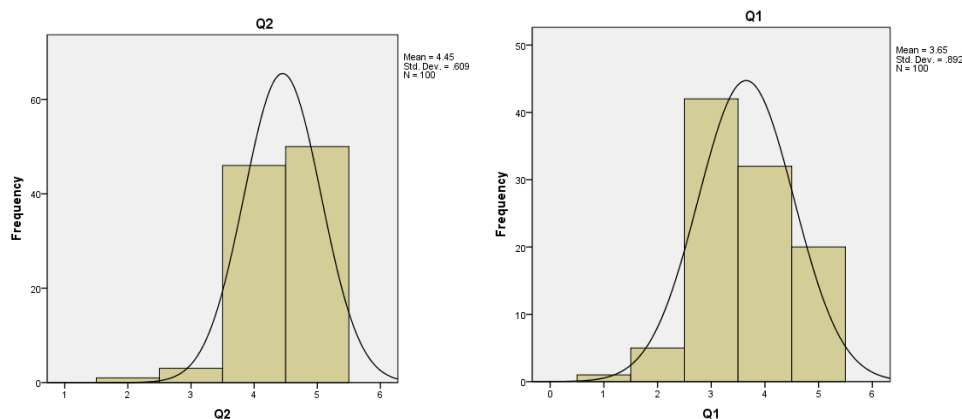 Q2
Mean = 4.45
Std. Dev. = .609
N = 100
60
40
20
0
Frequency
1 2 3 4 5 6
Q2
Q1
Mean = 3.65
Std. Dev. = .892
N = 100
50
40
30
20
10
0
Frequency
0 1 2 3 4 5 6
Q1